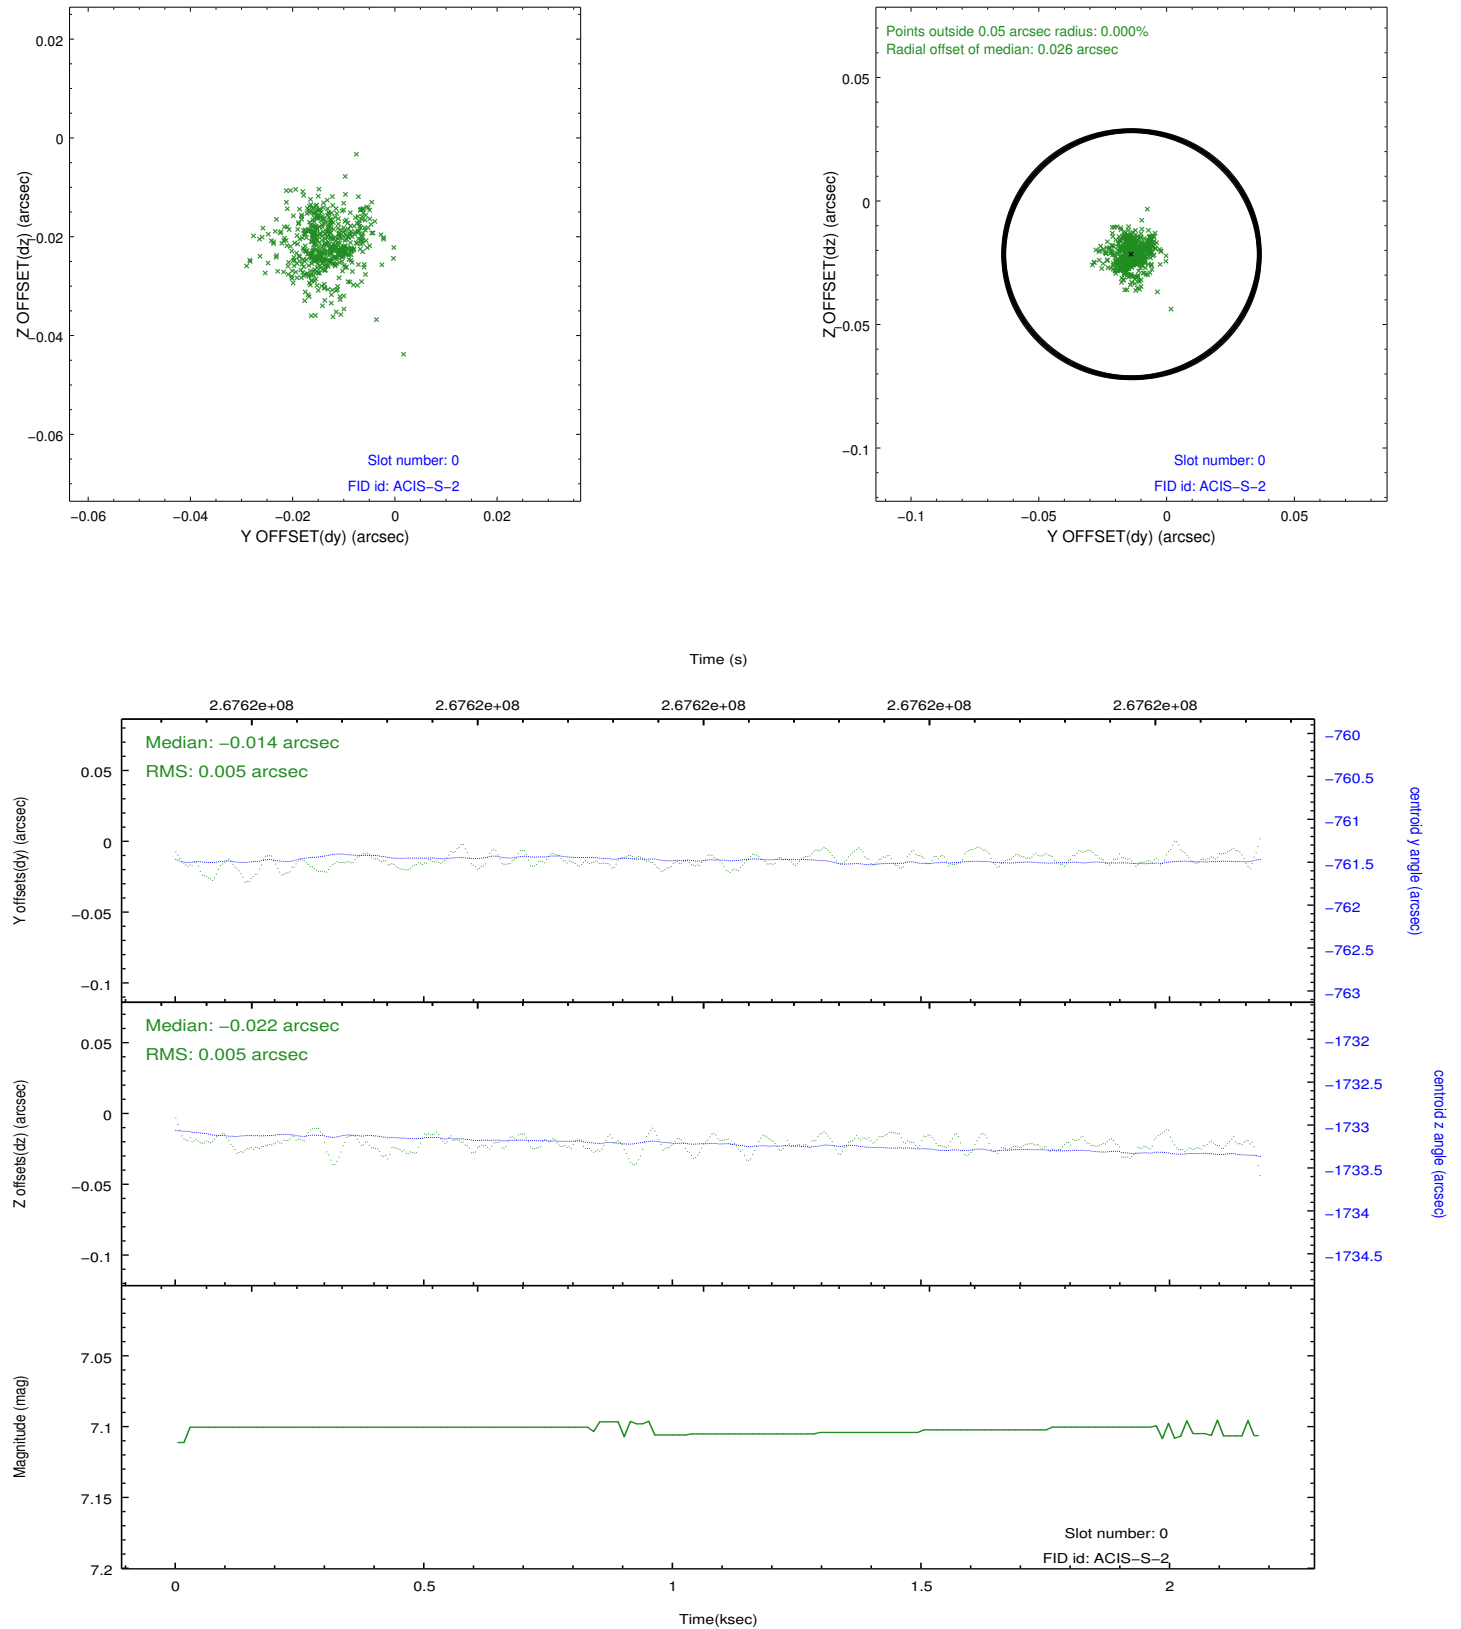 0.02
0
−0.02
−0.04
−0.06
Z OFFSET(dz) (arcsec)
Slot number: 0
FID id: ACIS−S−2
−0.06
−0.04
−0.02
0
0.02
Y OFFSET(dy) (arcsec)
Points outside 0.05 arcsec radius: 0.000%
Radial offset of median: 0.026 arcsec
0.05
0
−0.05
−0.1
Z OFFSET(dz) (arcsec)
Slot number: 0
FID id: ACIS−S−2
−0.1
−0.05
0
0.05
Y OFFSET(dy) (arcsec)
Time (s)
2.6762e+08
2.6762e+08
2.6762e+08
2.6762e+08
2.6762e+08
Median: −0.014 arcsec
RMS: 0.005 arcsec
0.05
0
−0.05
−0.1
Y offsets(dy) (arcsec)
−760
−760.5
−761
−761.5
−762
−762.5
−763
centroid y angle (arcsec)
Median: −0.022 arcsec
RMS: 0.005 arcsec
0.05
0
−0.05
−0.1
Z offsets(dz) (arcsec)
−1732
−1732.5
−1733
−1733.5
−1734
−1734.5
centroid z angle (arcsec)
7.05
7.1
7.15
7.2
Magnitude (mag)
Slot number: 0
FID id: ACIS−S−2
0
0.5
1
1.5
2
Time(ksec)